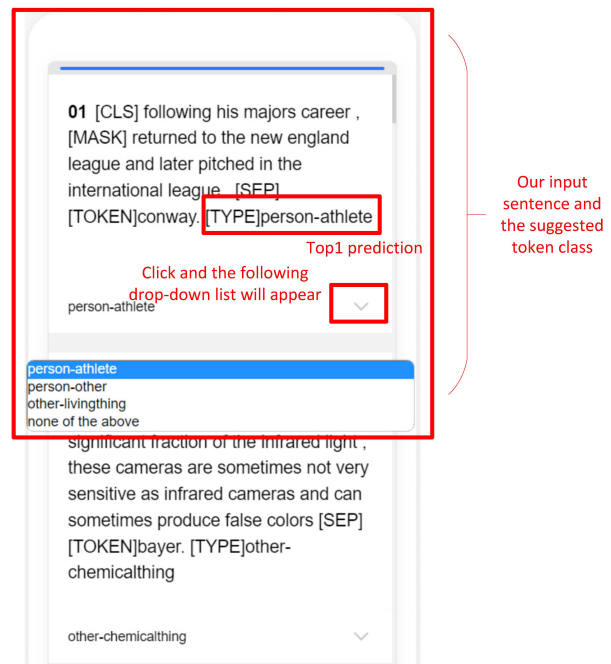 01 [CLS] following his majors career ,
[MASK] returned to the new england
league and later pitched in the
international league . [SEP]
[TOKEN]conway. [TYPE]person-athlete
Top1 prediction
Click and the following
drop-down list will appear
person-athlete
person-athlete
person-other
other-livingthing
none of the above
significant fraction of the infrared light ,
these cameras are sometimes not very
sensitive as infrared cameras and can
sometimes produce false colors [SEP]
[TOKEN]bayer. [TYPE]other-
chemicalthing
other-chemicalthing
Our input
sentence and
the suggested
token class